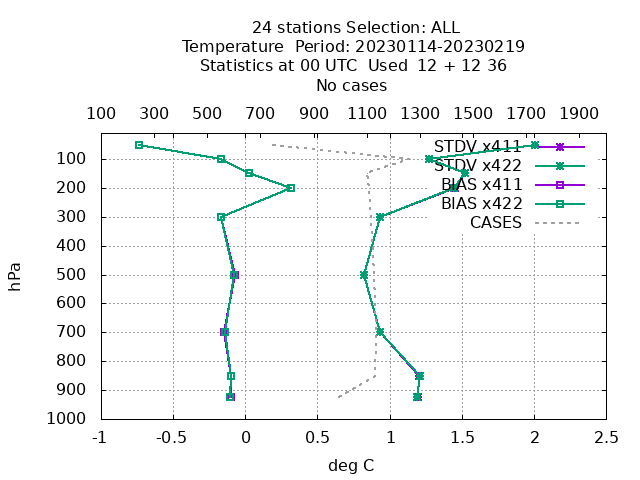 24 stations Selection: ALL
Temperature  Period: 20230114-20230219
Statistics at 00 UTC  Used  12 + 12 36
No cases
100 300 500 700 900 1100 1300 1500 1700 1900
STDV x411
STDV x422
BIAS x411
BIAS x422
CASES
100
200
300
400
500
600
700
800
900
1000
hPa
-1 -0.5 0 0.5 1 1.5 2 2.5
deg C